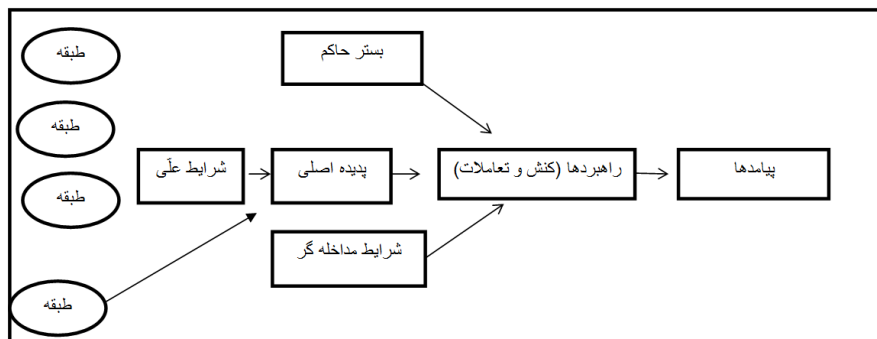 طبقه
بستر حاکم
طبقه
شرایط علّی
پدیده اصلی
راهبردها (کنش و تعاملات)
پیامدها
طبقه
شرایط مداخله گر
طبقه